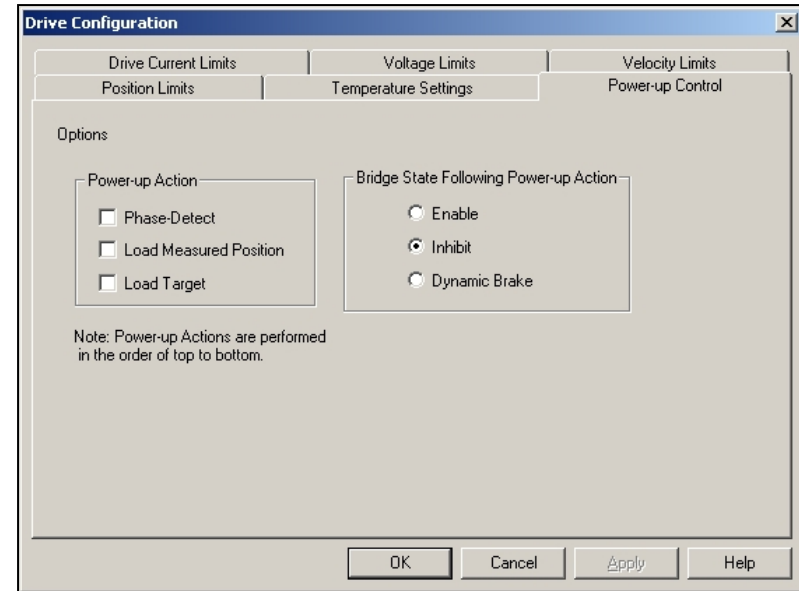 Drive Configuration
Drive Current Limits
Voltage Limits
Velocity Limits
Position Limits
Temperature Settings
Power-up Control
Options
Power-up Action
Phase-Detect
Load Measured Position
Load Target
Bridge State Following Power-up Action
Enable
Inhibit
Dynamic Brake
Note: Power-up Actions are performed
in the order of top to bottom.
OK
Cancel
Apply
Help